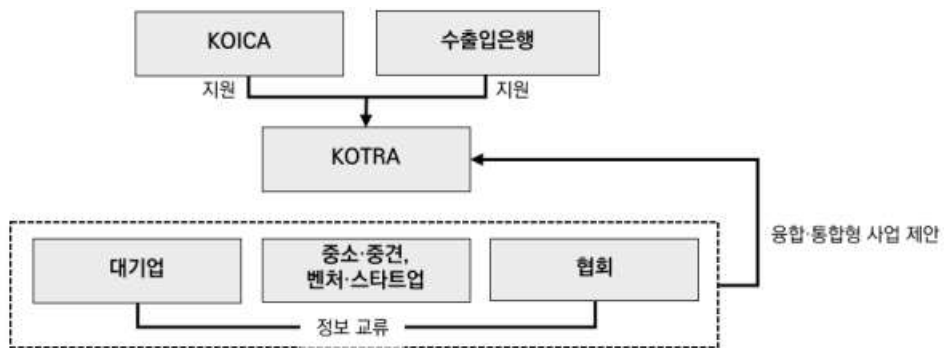 KOICA
수출입은행
지원
지원
KOTRA
융합·통합형 사업 제안
대기업
중소·중견,
벤처·스타트업
협회
정보 교류